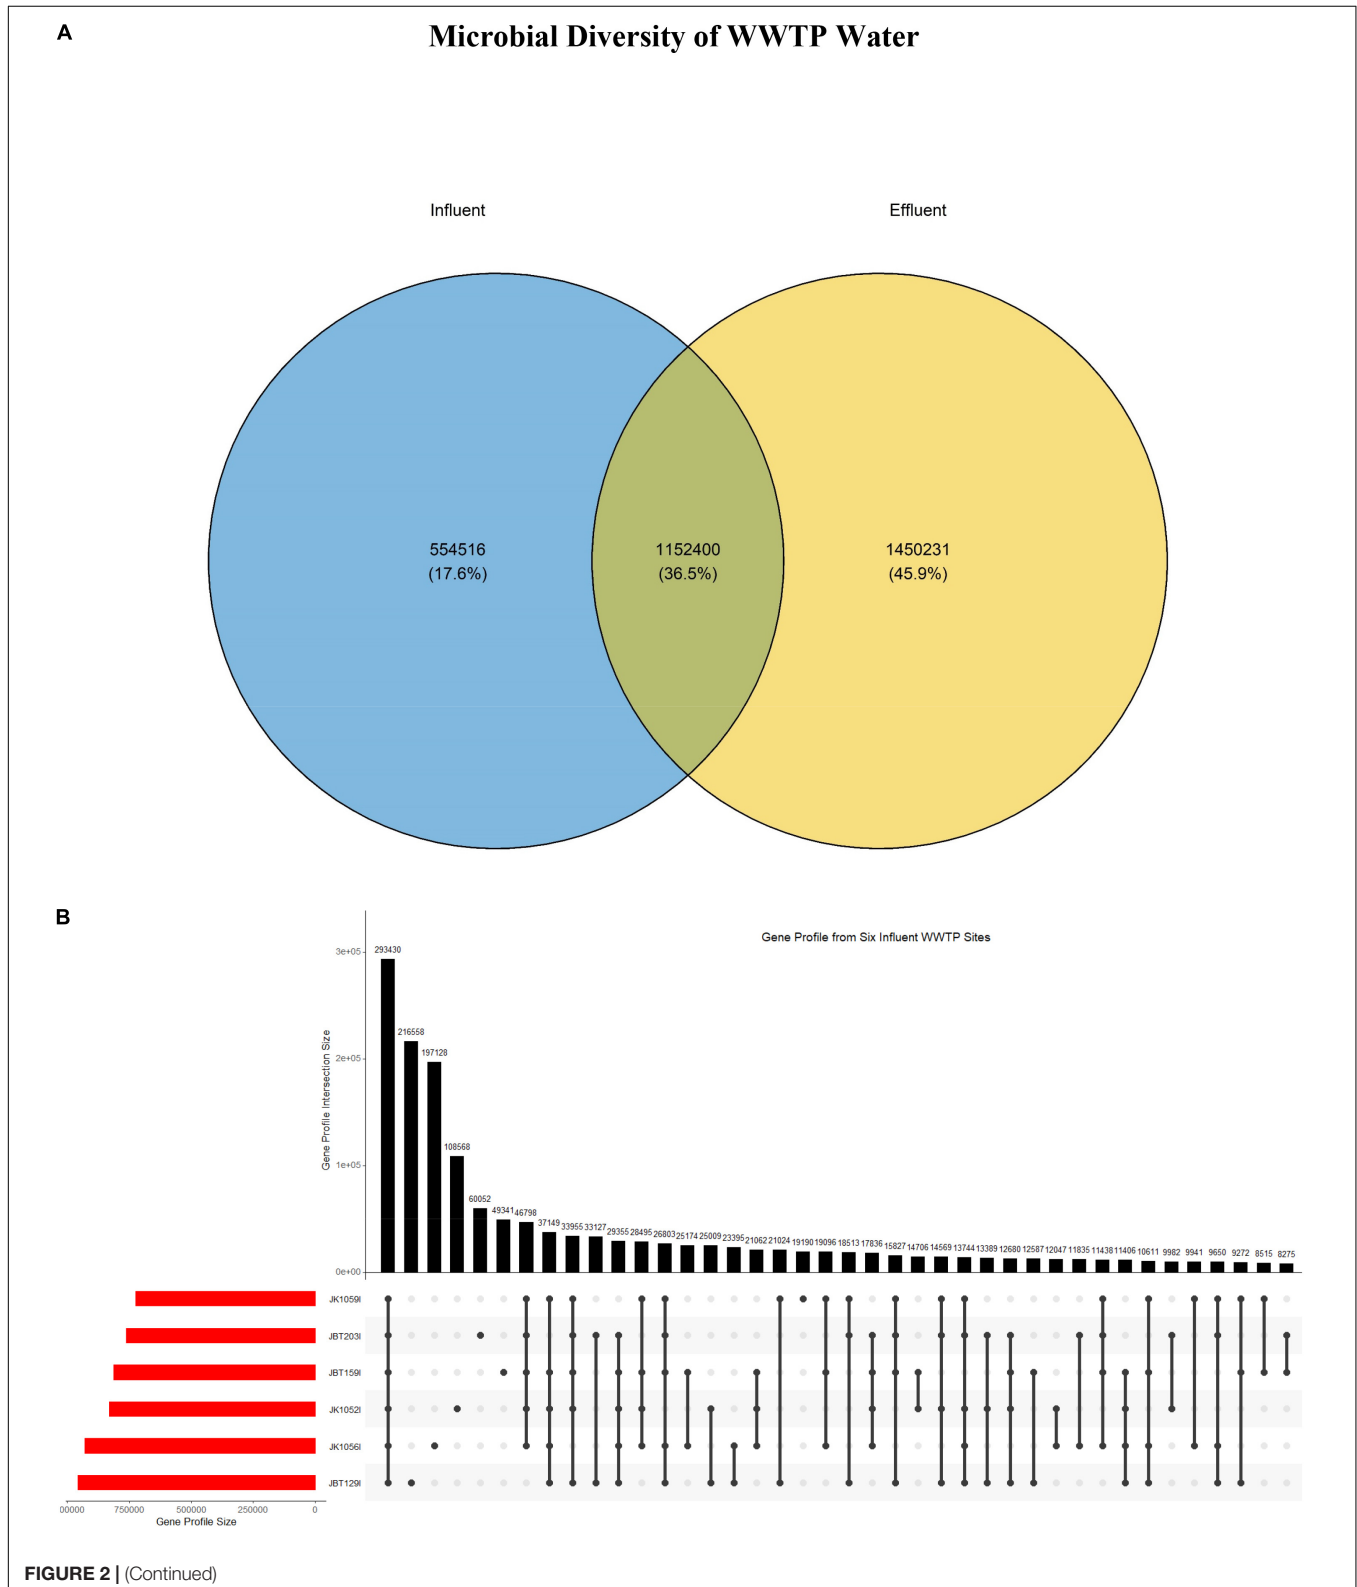 A
Microbial Diversity of WWTP Water
Influent
Effluent
554516
(17.6%)
1152400
(36.5%)
1450231
(45.9%)
B
Gene Profile from Six Influent WWTP Sites
Gene Profile Intersection Size
3e+05
2e+05
1e+05
0e+00
293430
216558
197128
108568
60052
49341
46798
37149
33955
33127
29355
28495
26803
25174
25009
23395
21062
21024
19190
19096
18513
17836
15827
14706
14569
13744
13389
12680
12587
12047
11835
11438
11406
10611
9982
9941
9650
9272
8515
8275
JK1059I
JBT203I
JBT159I
JK1052I
JK1056I
JBT129I
00000 750000 500000 250000 0
Gene Profile Size
FIGURE 2 | (Continued)